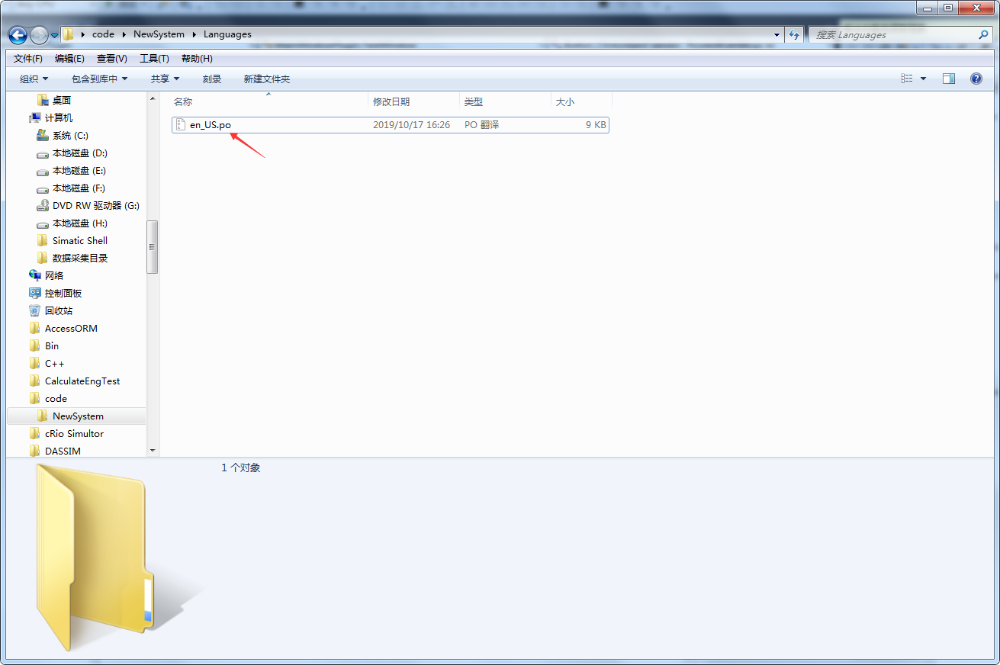 code ▸ NewSystem ▸ Languages
搜索 Languages
文件(F) 编辑(E) 查看(V) 工具(T) 帮助(H)
组织 包含到库中 共享 刻录 新建文件夹
名称 修改日期 类型 大小
en_US.po 2019/10/17 16:26 PO 翻译 9 KB
桌面
计算机
系统 (C:)
本地磁盘 (D:)
本地磁盘 (E:)
本地磁盘 (F:)
DVD RW 驱动器 (G:)
本地磁盘 (H:)
Simatic Shell
数据采集目录
网络
控制面板
回收站
AccessORM
Bin
C++
CalculateEngTest
code
NewSystem
cRio Simultor
DASSIM
1 个对象